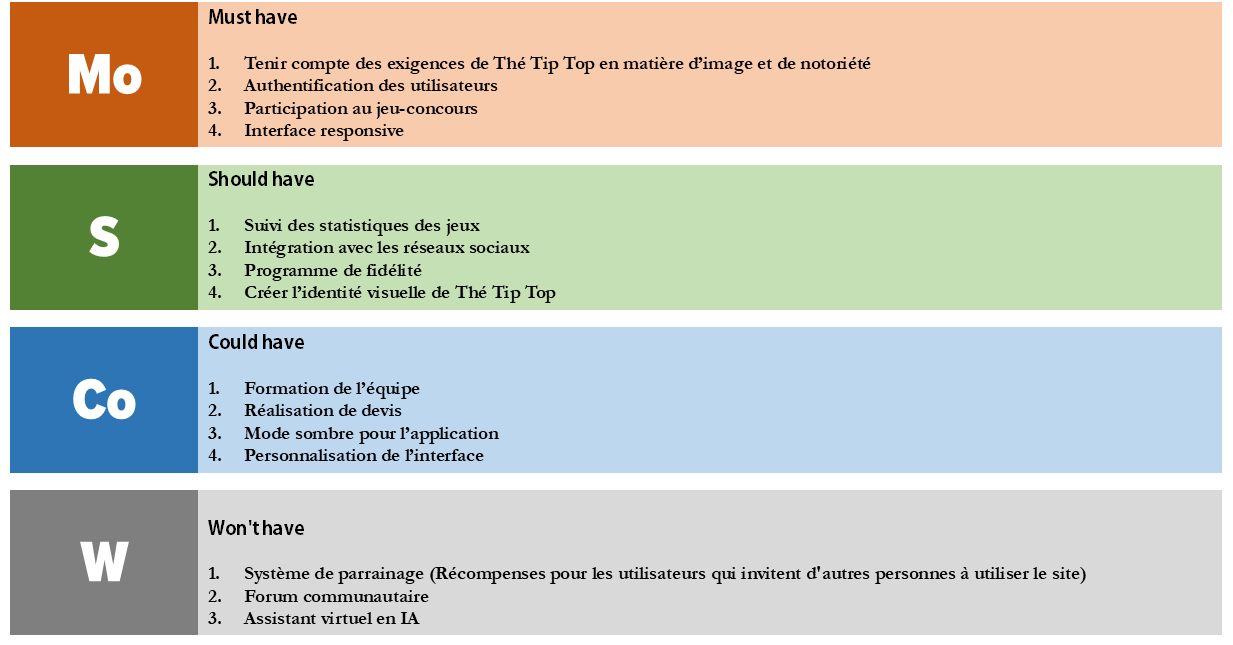 Mo
Must have
1. Tenir compte des exigences de Thé Tip Top en matière d’image et de notoriété
2. Authentification des utilisateurs
3. Participation au jeu-concours
4. Interface responsive
S
Should have
1. Suivi des statistiques des jeux
2. Intégration avec les réseaux sociaux
3. Programme de fidélité
4. Créer l’identité visuelle de Thé Tip Top
Co
Could have
1. Formation de l’équipe
2. Réalisation de devis
3. Mode sombre pour l’application
4. Personnalisation de l’interface
W
Won't have
1. Système de parrainage (Récompenses pour les utilisateurs qui invitent d'autres personnes à utiliser le site)
2. Forum communautaire
3. Assistant virtuel en IA